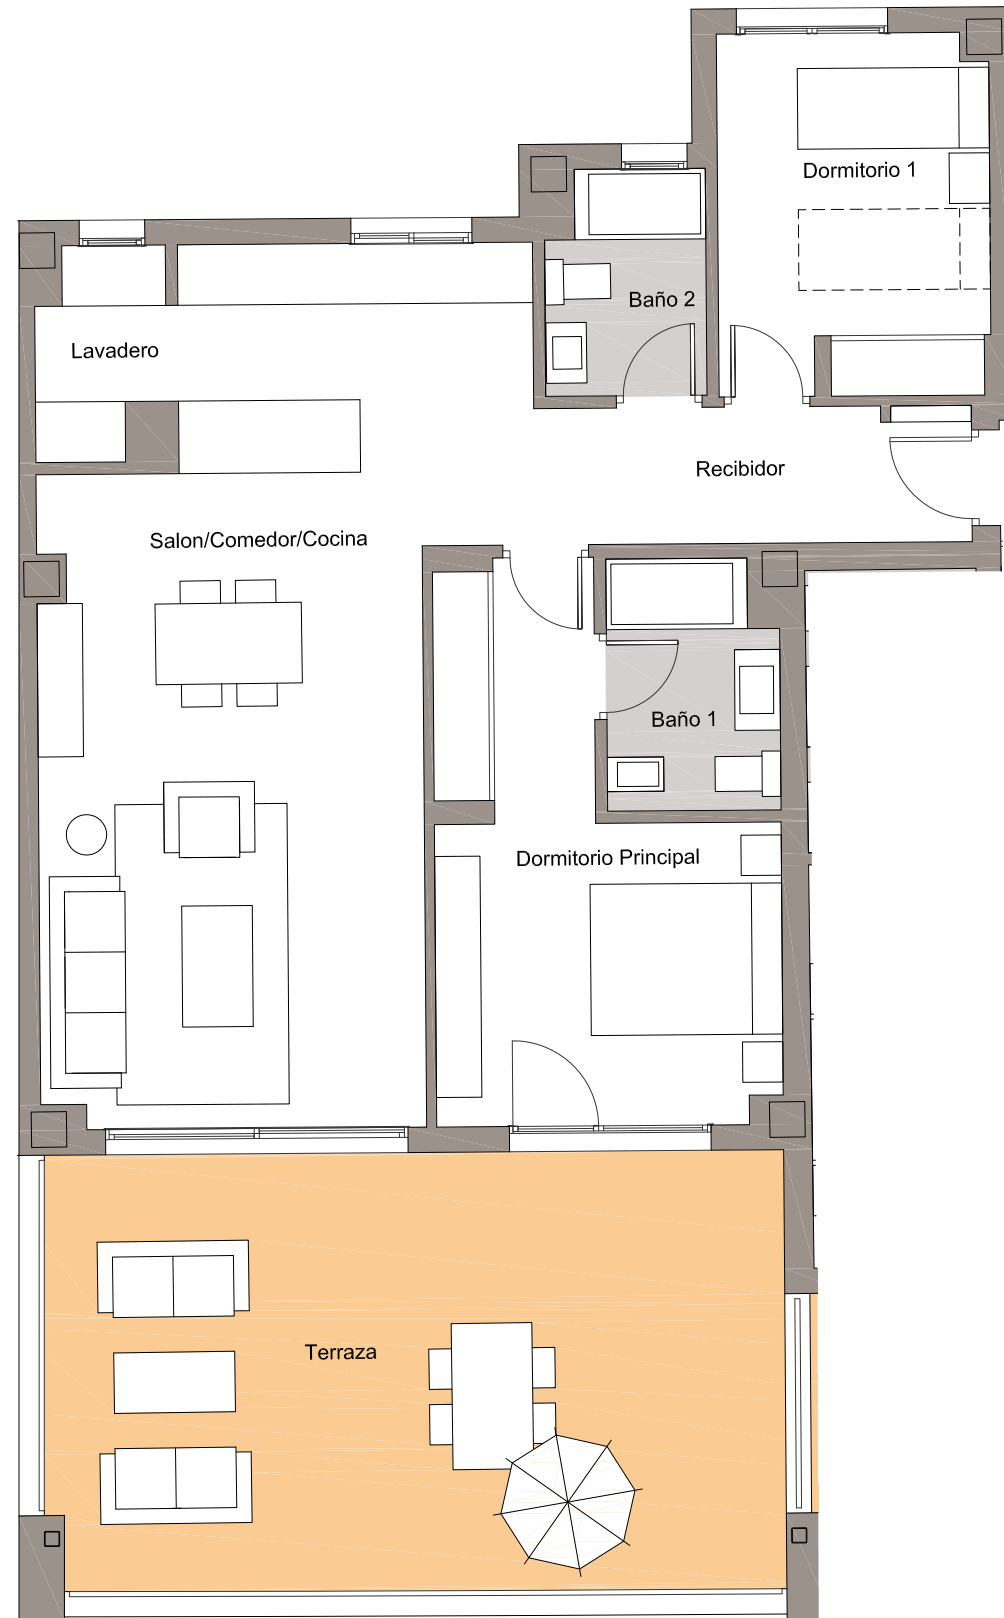 Dormitorio 1
Baño 2
Lavadero
Recibidor
Salon/Comedor/Cocina
Baño 1
Dormitorio Principal
Terraza